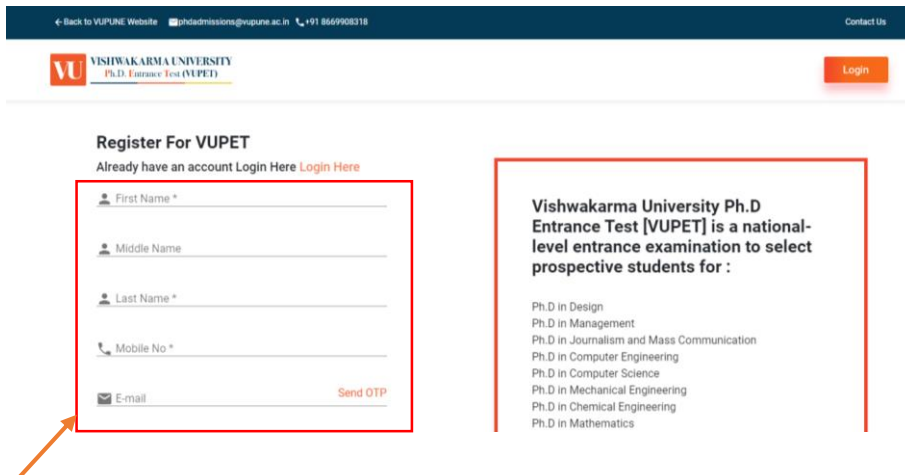 Back to VUPUNE Website phdadmissions@vupune.ac.in +91 8669908318 Contact Us
VU VISHWAKARMA UNIVERSITY
Ph.D. Entrance Test (VUPET)
Login
Register For VUPET
Already have an account Login Here Login Here
First Name *
Middle Name
Last Name *
Mobile No *
E-mail Send OTP
Vishwakarma University Ph.D
Entrance Test [VUPET] is a national-
level entrance examination to select
prospective students for :
Ph.D in Design
Ph.D in Management
Ph.D in Journalism and Mass Communication
Ph.D in Computer Engineering
Ph.D in Computer Science
Ph.D in Mechanical Engineering
Ph.D in Chemical Engineering
Ph.D in Mathematics